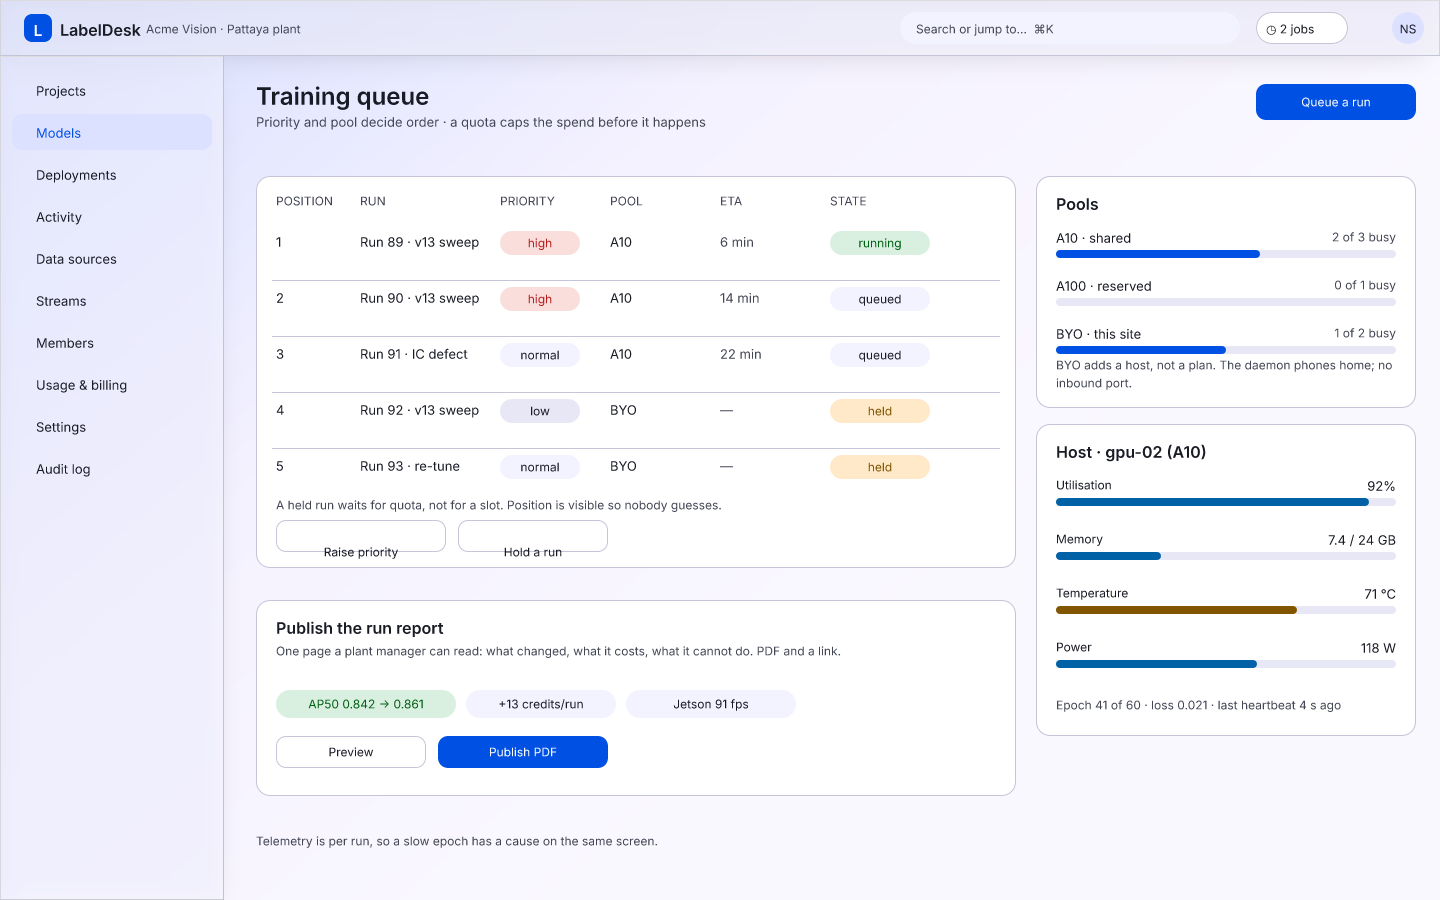 L LabelDesk Acme Vision · Pattaya plant Search or jump to... ⌘K ◷ 2 jobs NS
Projects
Models
Deployments
Activity
Data sources
Streams
Members
Usage & billing
Settings
Audit log
Training queue
Priority and pool decide order · a quota caps the spend before it happens
Queue a run
POSITION RUN PRIORITY POOL ETA STATE
1 Run 89 · v13 sweep high A10 6 min running
2 Run 90 · v13 sweep high A10 14 min queued
3 Run 91 · IC defect normal A10 22 min queued
4 Run 92 · v13 sweep low BYO — held
5 Run 93 · re-tune normal BYO — held
A held run waits for quota, not for a slot. Position is visible so nobody guesses.
Raise priority Hold a run
Publish the run report
One page a plant manager can read: what changed, what it costs, what it cannot do. PDF and a link.
AP50 0.842 → 0.861 +13 credits/run Jetson 91 fps
Preview Publish PDF
Telemetry is per run, so a slow epoch has a cause on the same screen.
Pools
A10 · shared 2 of 3 busy
A100 · reserved 0 of 1 busy
BYO · this site 1 of 2 busy
BYO adds a host, not a plan. The daemon phones home; no
inbound port.
Host · gpu-02 (A10)
Utilisation 92%
Memory 7.4 / 24 GB
Temperature 71 °C
Power 118 W
Epoch 41 of 60 · loss 0.021 · last heartbeat 4 s ago